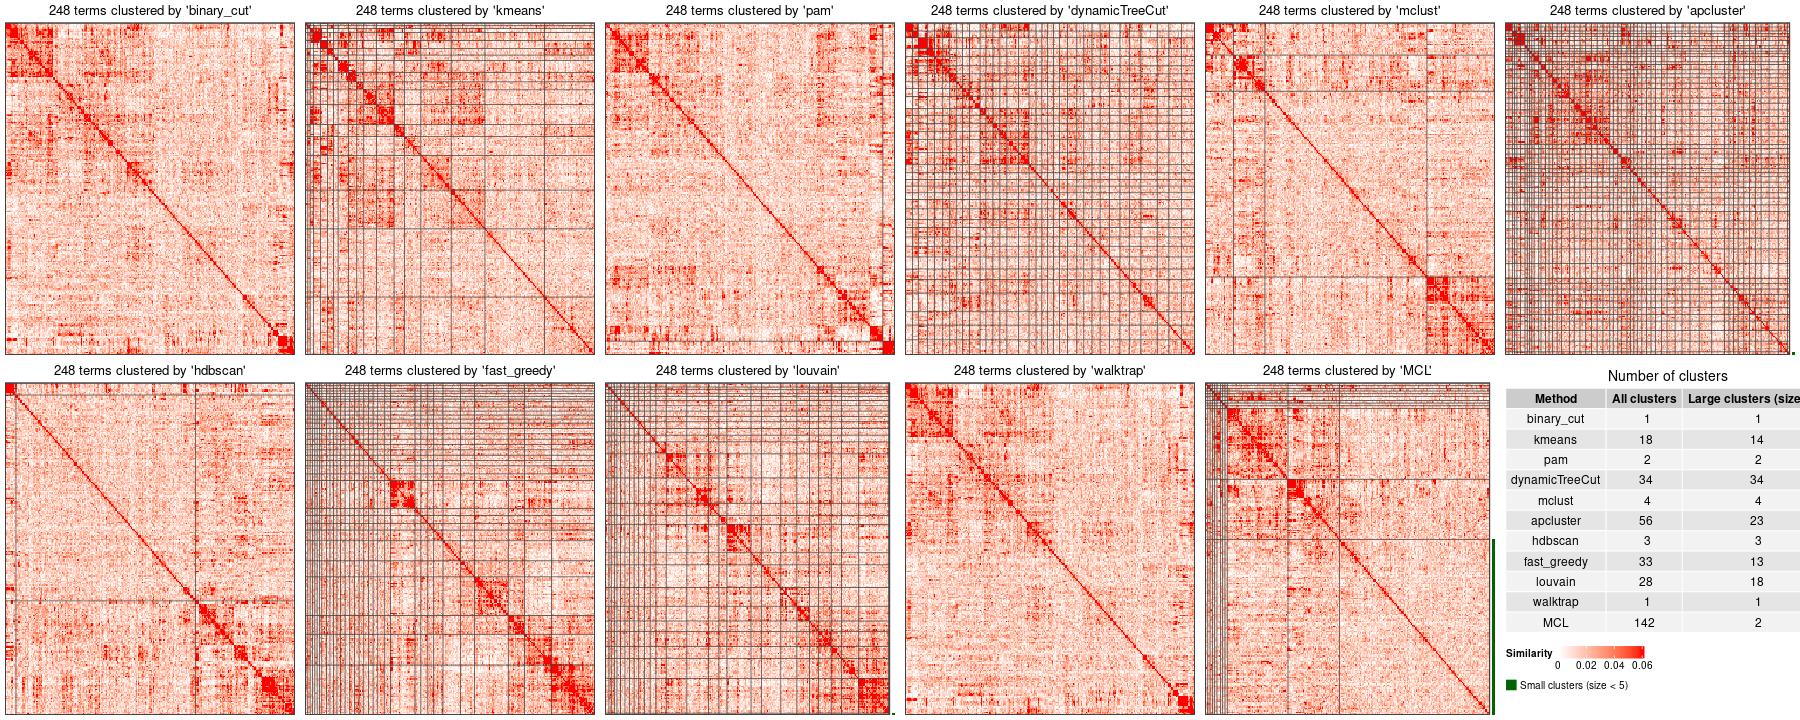 248 terms clustered by 'binary_cut'
248 terms clustered by 'kmeans'
248 terms clustered by 'pam'
248 terms clustered by 'dynamicTreeCut'
248 terms clustered by 'mclust'
248 terms clustered by 'apcluster'
248 terms clustered by 'hdbscan'
248 terms clustered by 'fast_greedy'
248 terms clustered by 'louvain'
248 terms clustered by 'walktrap'
248 terms clustered by 'MCL'
Number of clusters
Method All clusters Large clusters (size
binary_cut 1 1
kmeans 18 14
pam 2 2
dynamicTreeCut 34 34
mclust 4 4
apcluster 56 23
hdbscan 3 3
fast_greedy 33 13
louvain 28 18
walktrap 1 1
MCL 142 2
Similarity
0 0.02 0.04 0.06
Small clusters (size < 5)